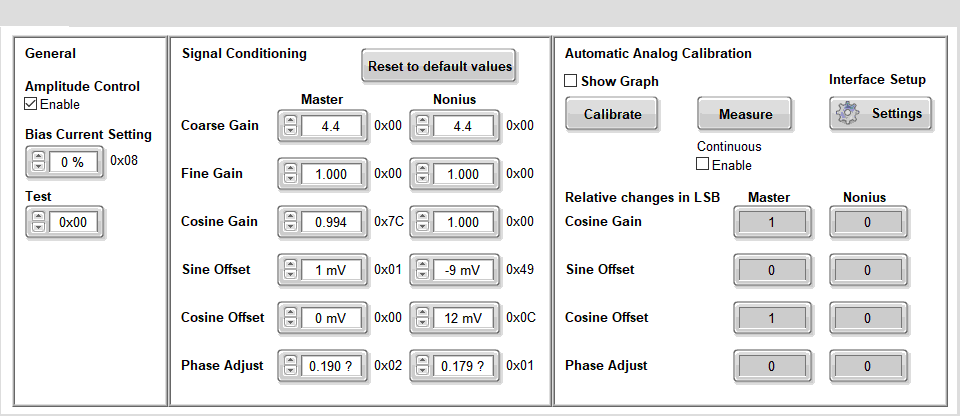 General
Amplitude Control
Enable
Bias Current Setting
0 % 0x08
Test
0x00
Signal Conditioning
Reset to default values
Master Nonius
Coarse Gain 4.4 0x00 4.4 0x00
Fine Gain 1.000 0x00 1.000 0x00
Cosine Gain 0.994 0x7C 1.000 0x00
Sine Offset 1 mV 0x01 -9 mV 0x49
Cosine Offset 0 mV 0x00 12 mV 0x0C
Phase Adjust 0.190 ? 0x02 0.179 ? 0x01
Automatic Analog Calibration
Show Graph
Interface Setup
Calibrate Measure Settings
Continuous
Enable
Relative changes in LSB Master Nonius
Cosine Gain 1 0
Sine Offset 0 0
Cosine Offset 1 0
Phase Adjust 0 0